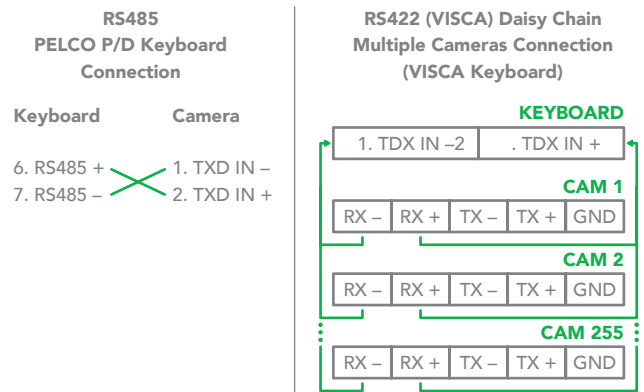 RS485
PELCO P/D Keyboard
Connection
Keyboard Camera
6. RS485 + 1. TXD IN –
7. RS485 – 2. TXD IN +
RS422 (VISCA) Daisy Chain
Multiple Cameras Connection
(VISCA Keyboard)
KEYBOARD
1. TDX IN –2 . TDX IN +
CAM 1
RX – RX + TX – TX + GND
CAM 2
RX – RX + TX – TX + GND
CAM 255
RX – RX + TX – TX + GND